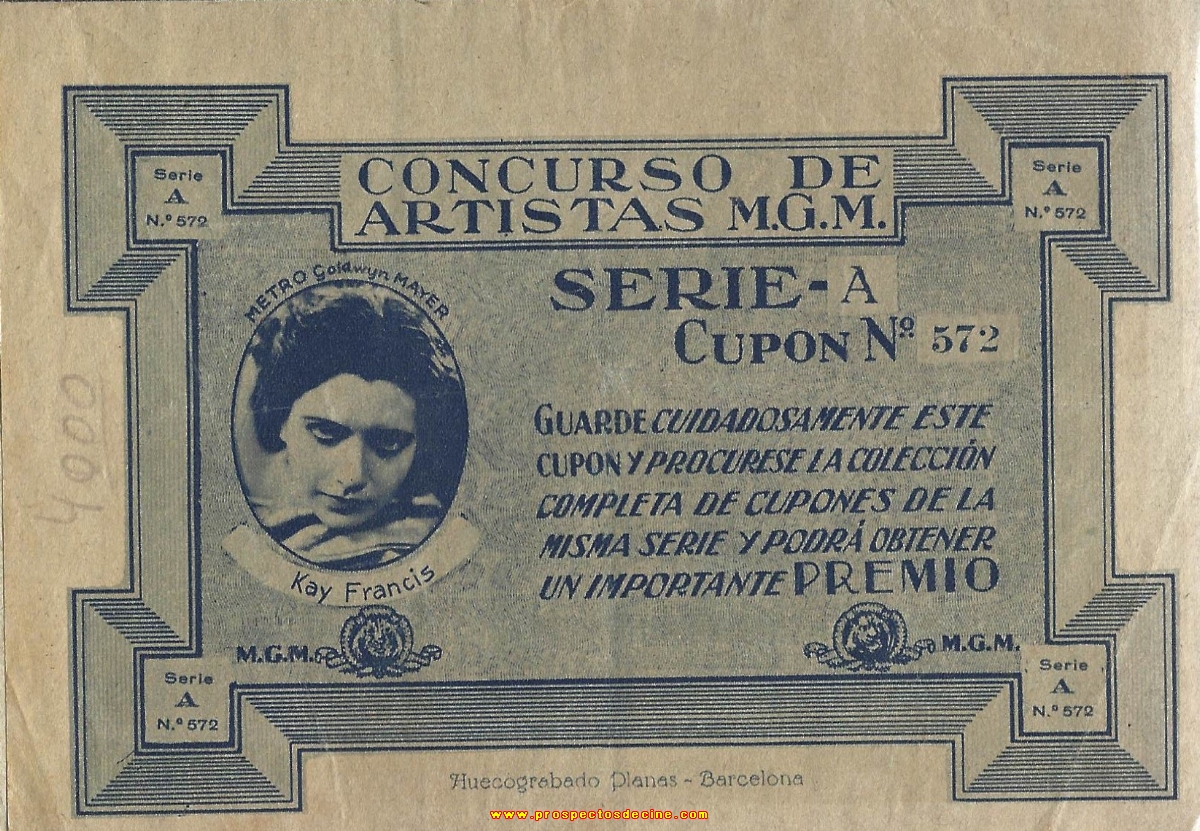 CONCURSO DE
ARTISTAS M.G.M.
Serie
A
N.º 572
Serie
A
N.º 572
SERIE-A
CUPON Nº 572
METRO Goldwyn MAYER
Kay Francis
GUARDE CUIDADOSAMENTE ESTE
CUPON Y PROCURESE LA COLECCIÓN
COMPLETA DE CUPONES DE LA
MISMA SERIE Y PODRÁ OBTENER
UN IMPORTANTE PREMIO
M.G.M.
M.G.M.
Serie
A
N.º 572
Serie
A
N.º 572
4000
Huecograbado Planas - Barcelona
www.prospectosdecine.com